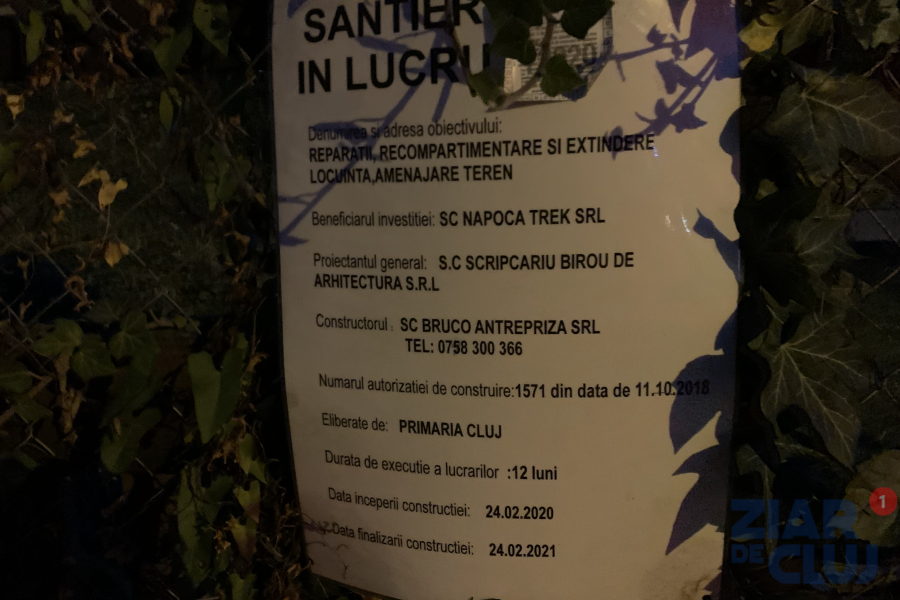 SANTIER
IN LUCRU
Denumirea si adresa obiectivului:
REPARATII, RECOMPARTIMENTARE SI EXTINDERE
LOCUINTA,AMENAJARE TEREN
Beneficiarul investitiei: SC NAPOCA TREK SRL
Proiectantul general: S.C SCRIPCARIU BIROU DE
ARHITECTURA S.R.L
Constructorul : SC BRUCO ANTREPRIZA SRL
TEL: 0758 300 366
Numarul autorizatiei de construire:1571 din data de 11.10.2018
Eliberate de: PRIMARIA CLUJ
Durata de executie a lucrarilor :12 luni
Data inceperii constructiei: 24.02.2020
Data finalizarii constructiei: 24.02.2021
ZIAR 1
DE CLUJ